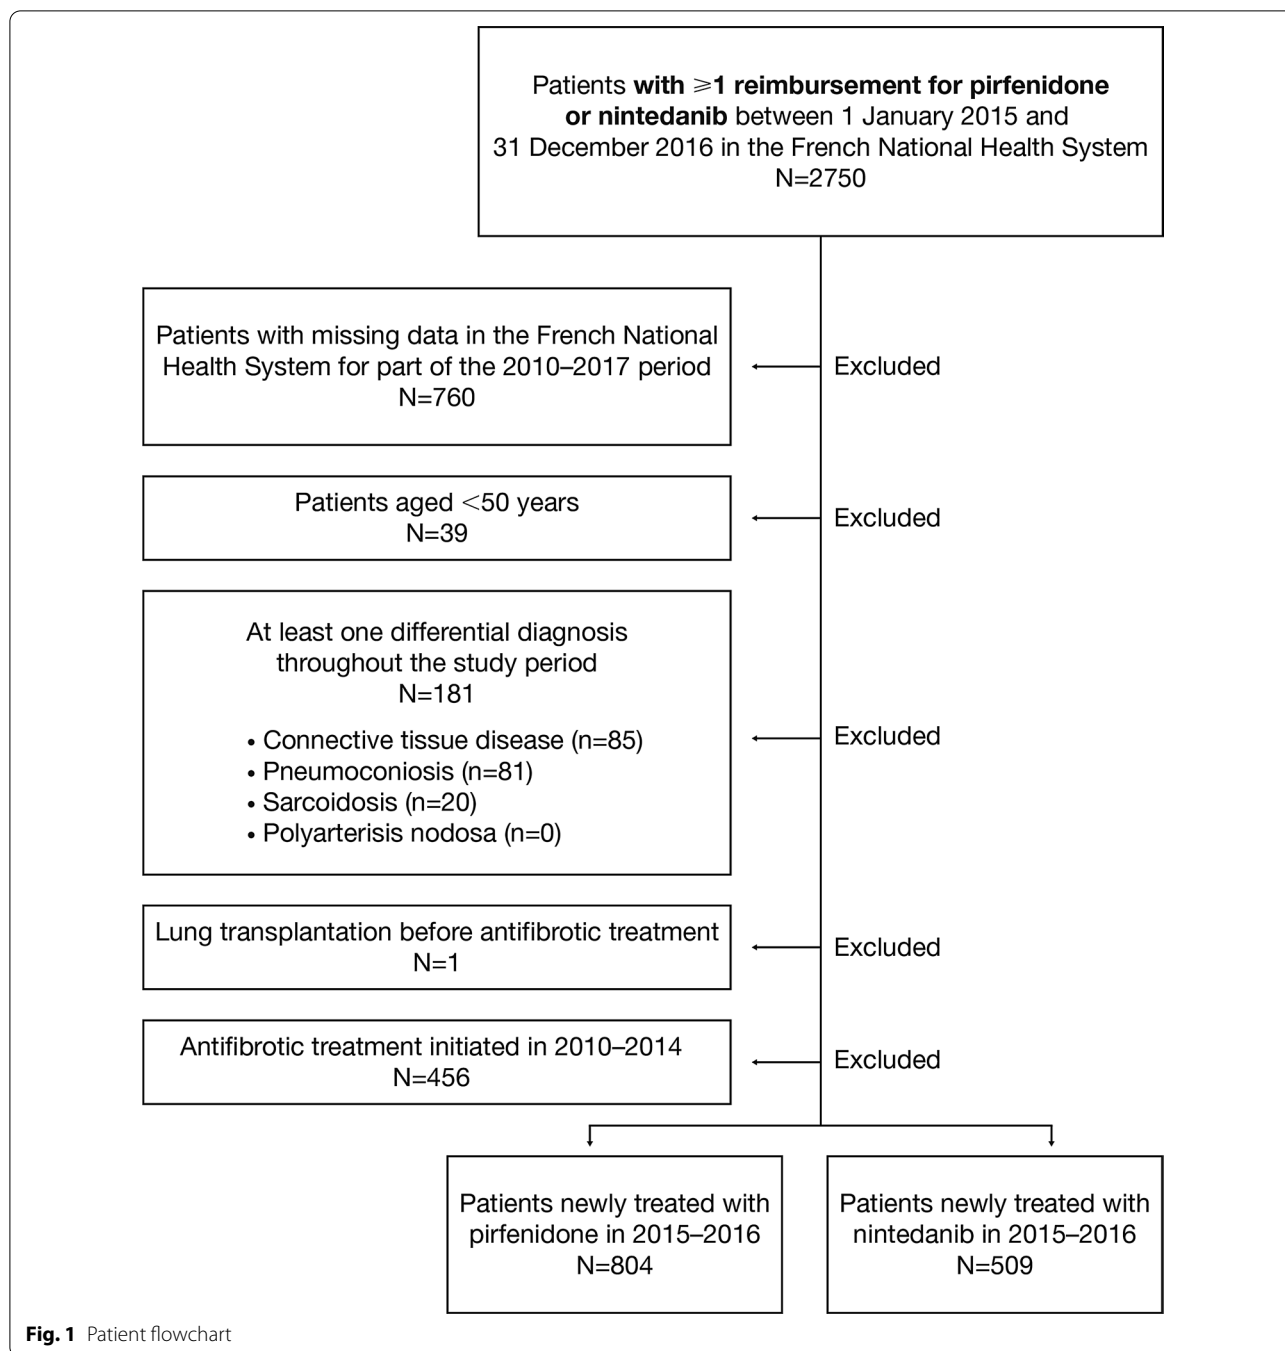 Patients with ⩾1 reimbursement for pirfenidone
or nintedanib between 1 January 2015 and
31 December 2016 in the French National Health System
N=2750
Patients with missing data in the French National
Health System for part of the 2010–2017 period
N=760
Excluded
Patients aged <50 years
N=39
Excluded
At least one differential diagnosis
throughout the study period
N=181
• Connective tissue disease (n=85)
• Pneumoconiosis (n=81)
• Sarcoidosis (n=20)
• Polyarterisis nodosa (n=0)
Excluded
Lung transplantation before antifibrotic treatment
N=1
Excluded
Antifibrotic treatment initiated in 2010–2014
N=456
Excluded
Patients newly treated with
pirfenidone in 2015–2016
N=804
Patients newly treated with
nintedanib in 2015–2016
N=509
Fig. 1 Patient flowchart